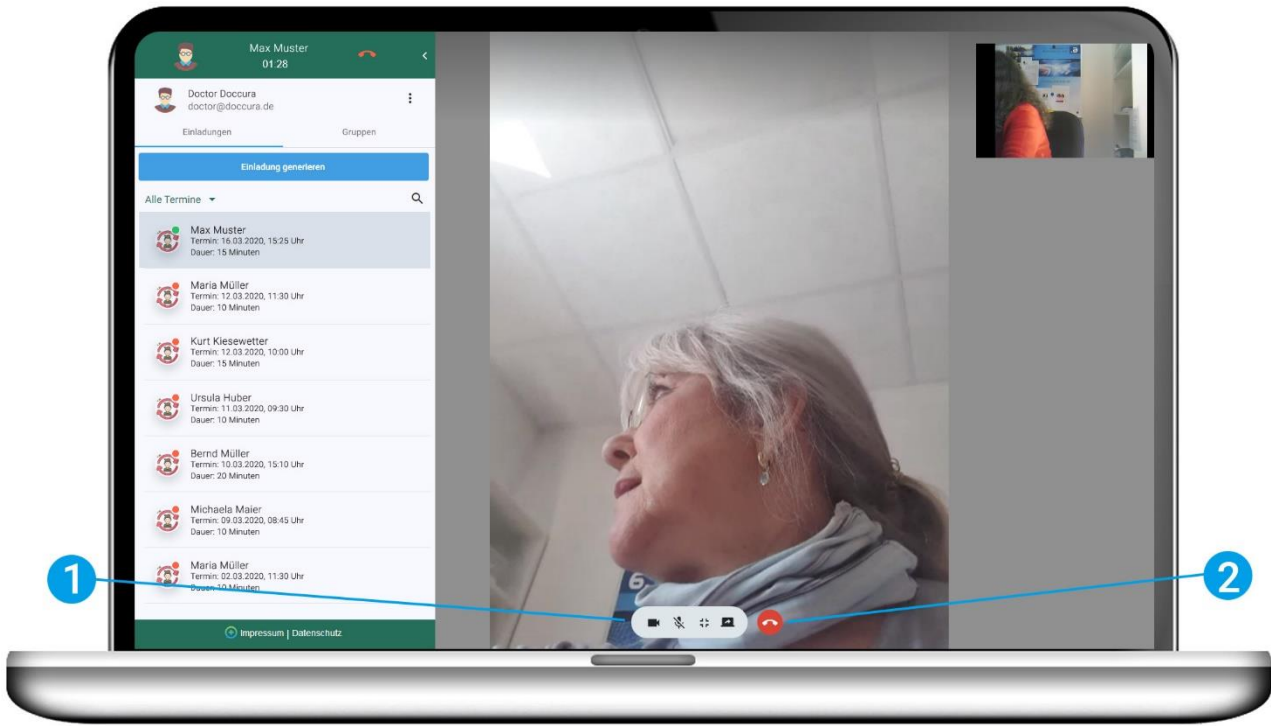 Max Muster
01:28
Doctor Doccura
doctor@doccura.de
Einladungen
Gruppen
Einladung generieren
Alle Termine
Max Muster
Termin: 16.03.2020, 15:25 Uhr
Dauer: 15 Minuten
Maria Müller
Termin: 12.03.2020, 11:30 Uhr
Dauer: 10 Minuten
Kurt Kiesewetter
Termin: 12.03.2020, 10:00 Uhr
Dauer: 15 Minuten
Ursula Huber
Termin: 11.03.2020, 09:30 Uhr
Dauer: 10 Minuten
Bernd Müller
Termin: 10.03.2020, 15:10 Uhr
Dauer: 20 Minuten
Michaela Maier
Termin: 09.03.2020, 08:45 Uhr
Dauer: 10 Minuten
Maria Müller
Termin: 02.03.2020, 11:30 Uhr
Dauer: 10 Minuten
Impressum | Datenschutz
1
2